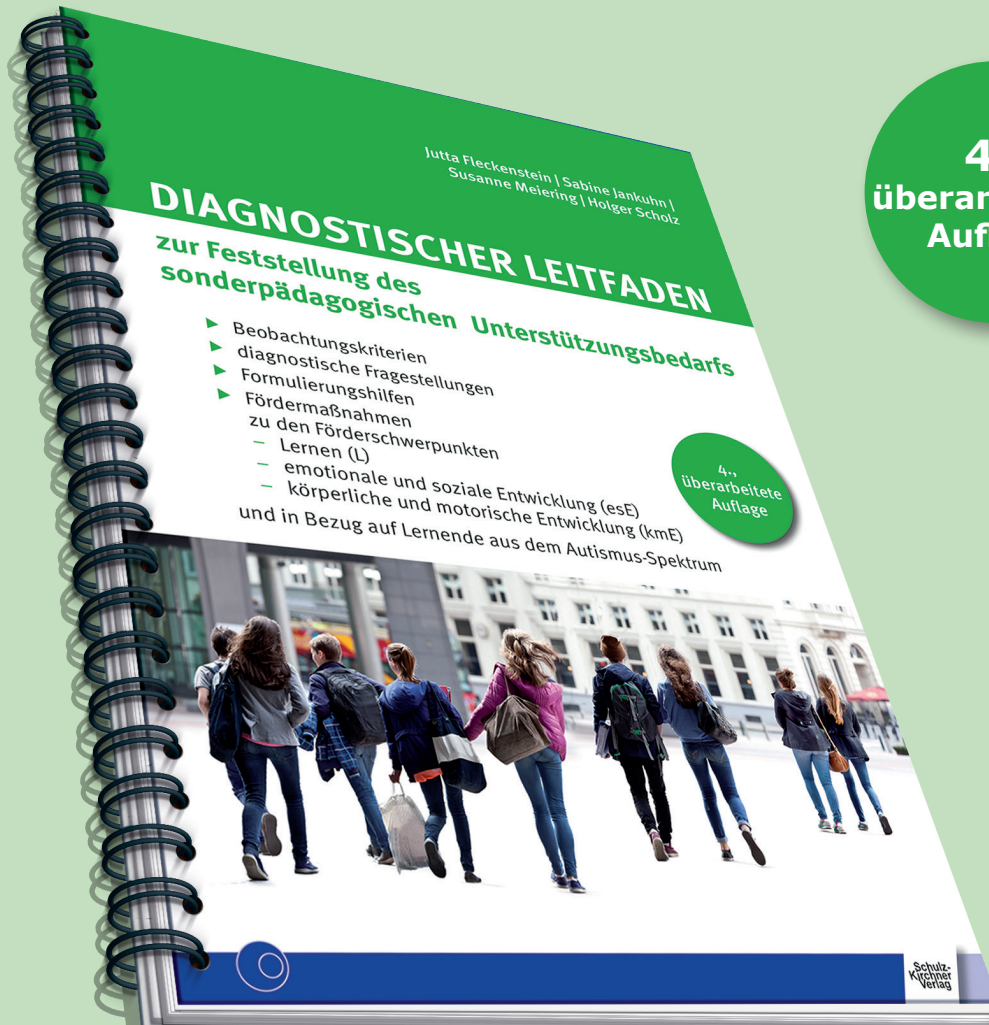 Jutta Fleckenstein | Sabine Jankuhn |
Susanne Meiering | Holger Scholz
DIAGNOSTISCHER LEITFADEN
zur Feststellung des
sonderpädagogischen Unterstützungsbedarfs
► Beobachtungskriterien
► diagnostische Fragestellungen
► Formulierungshilfen
► Fördermaßnahmen
zu den Förderschwerpunkten
– Lernen (L)
– emotionale und soziale Entwicklung (esE)
– körperliche und motorische Entwicklung (kmE)
und in Bezug auf Lernende aus dem Autismus-Spektrum
4.,
überarbeitete
Auflage
Schulz-
Kirchner
Verlag
4
überar
Auf